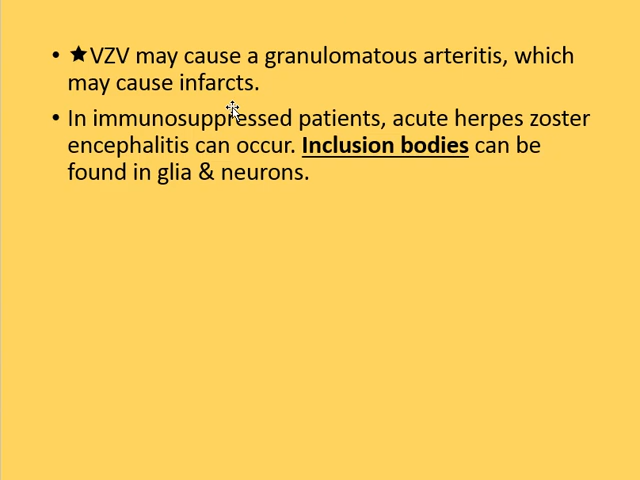 • ★VZV may cause a granulomatous arteritis, which
may cause infarcts.
• In immunosuppressed patients, acute herpes zoster
encephalitis can occur. Inclusion bodies can be
found in glia & neurons.